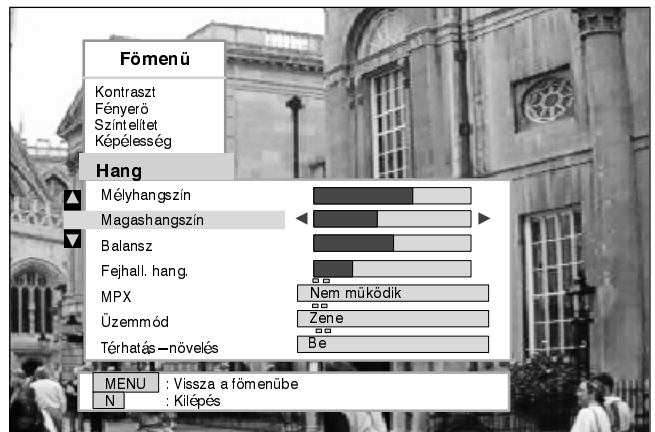 Fömenü
Kontraszt
Fényerö
Színtelítet
Képélesség
Hang
Mélyhangszín
Magashangszín
Balansz
Fejhall. hang.
MPX Nem müködik
Üzemmód Zene
Térhatás–növelés Be
MENU : Vissza a fömenübe
N : Kilépés